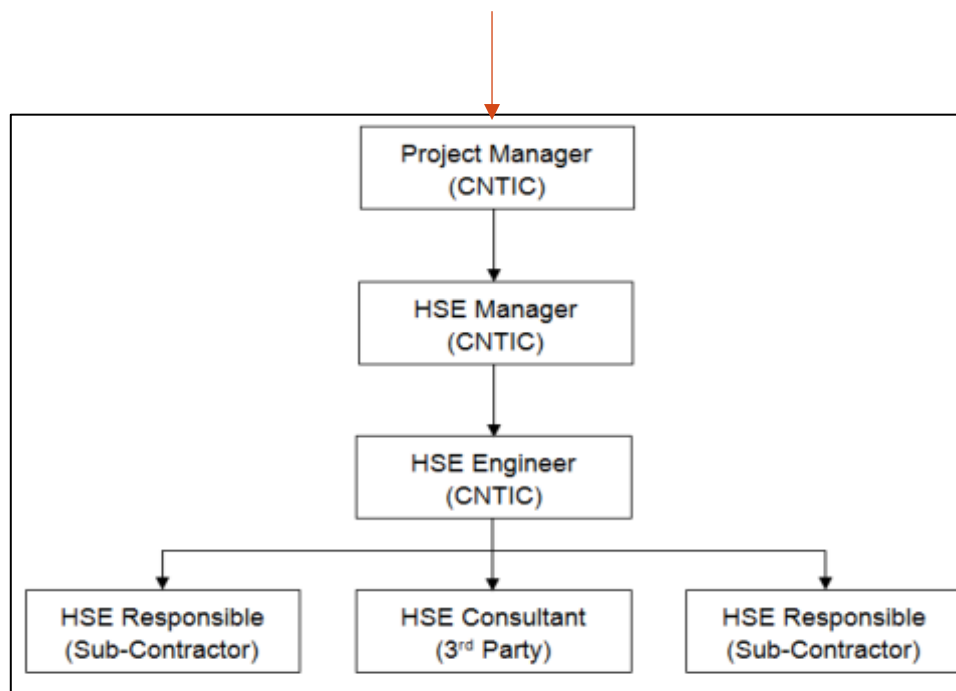 Project Manager
(CNTIC)
HSE Manager
(CNTIC)
HSE Engineer
(CNTIC)
HSE Responsible
(Sub-Contractor)
HSE Consultant
(3rd Party)
HSE Responsible
(Sub-Contractor)